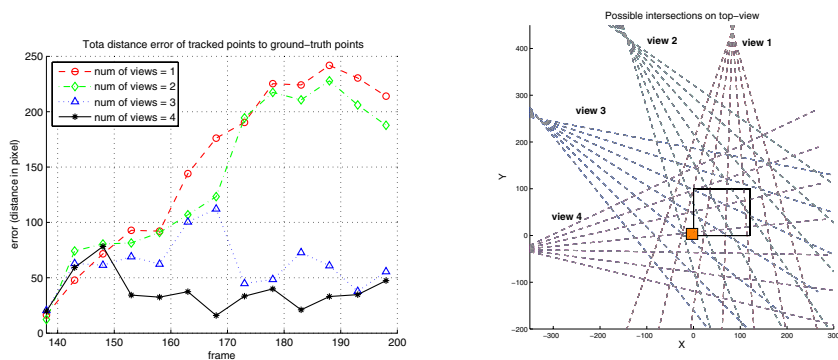 Tota distance error of tracked points to ground−truth points
250
200
150
100
50
0
140
150
160
170
180
190
200
frame
error (distance in pixel)
num of views = 1
num of views = 2
num of views = 3
num of views = 4
Possible intersections on top−view
view 1
view 2
view 3
view 4
400
300
200
100
0
−100
−200
−300
−200
−100
0
100
200
300
X
Y